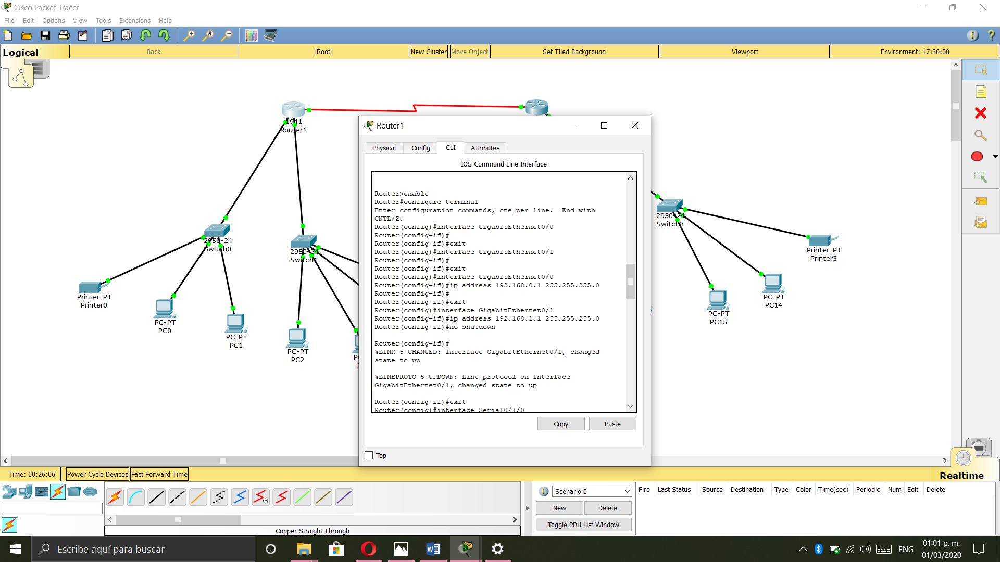 Cisco Packet Tracer
File Edit Options View Tools Extensions Help
Logical Back [Root] New Cluster Move Object Set Tiled Background Viewport Environment: 17:30:00
1941
Router1
2950-24
Switch0
2950-24
Switch1
Printer-PT
Printer0
PC-PT
PC0
PC-PT
PC1
PC-PT
PC2
Router1
Physical Config CLI Attributes
IOS Command Line Interface
Router>enable
Router#configure terminal
Enter configuration commands, one per line.  End with
CNTL/Z.
Router(config)#interface GigabitEthernet0/0
Router(config-if)#
Router(config-if)#exit
Router(config)#interface GigabitEthernet0/1
Router(config-if)#
Router(config-if)#exit
Router(config)#interface GigabitEthernet0/0
Router(config-if)#ip address 192.168.0.1 255.255.255.0
Router(config-if)#
Router(config-if)#exit
Router(config)#interface GigabitEthernet0/1
Router(config-if)#ip address 192.168.1.1 255.255.255.0
Router(config-if)#no shutdown
Router(config-if)#
%LINK-5-CHANGED: Interface GigabitEthernet0/1, changed
state to up
%LINEPROTO-5-UPDOWN: Line protocol on Interface
GigabitEthernet0/1, changed state to up
Router(config-if)#exit
Router(config)#interface Serial0/1/0
Copy Paste
Top
2950-24
Switch8
Printer-PT
Printer3
PC-PT
PC14
PC-PT
PC15
Time: 00:26:06 Power Cycle Devices Fast Forward Time
Realtime
Scenario 0
New Delete
Toggle PDU List Window
Fire Last Status Source Destination Type Color Time(sec) Periodic Num Edit Delete
Copper Straight-Through
Escribe aquí para buscar
ENG
01:01 p. m.
01/03/2020